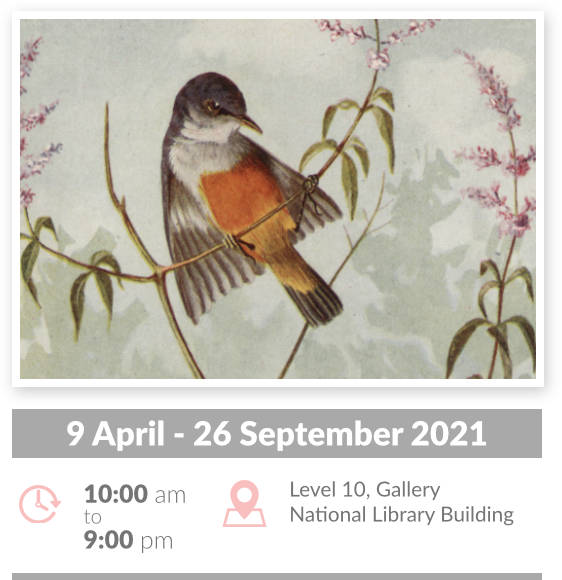 9 April - 26 September 2021
10:00 am
to
9:00 pm
Level 10, Gallery
National Library Building